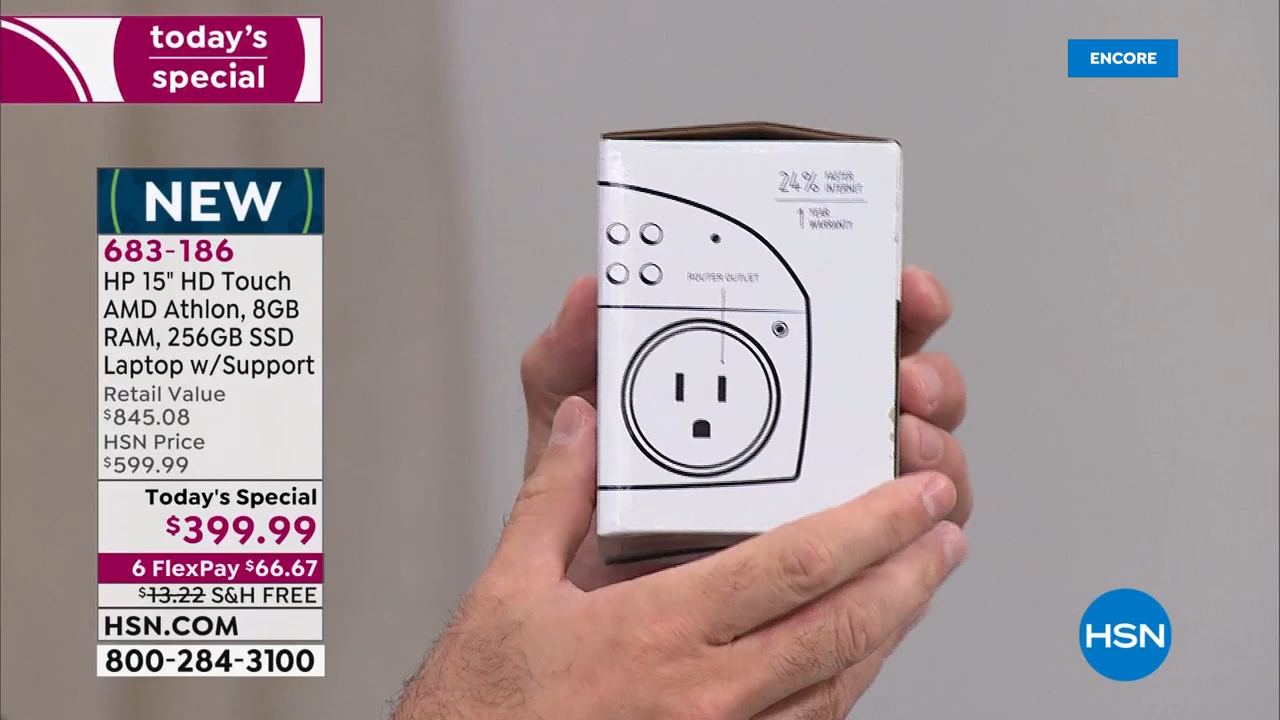 today's
special
ENCORE
NEW
683-186
HP 15" HD Touch
AMD Athlon, 8GB
RAM, 256GB SSD
Laptop w/Support
Retail Value
$845.08
HSN Price
$599.99
Today's Special
$399.99
6 FlexPay $66.67
$13.22 S&H FREE
HSN.COM
800-284-3100
24% FASTER
INTERNET
1 YEAR
WARRANTY
ROUTER OUTLET
HSN